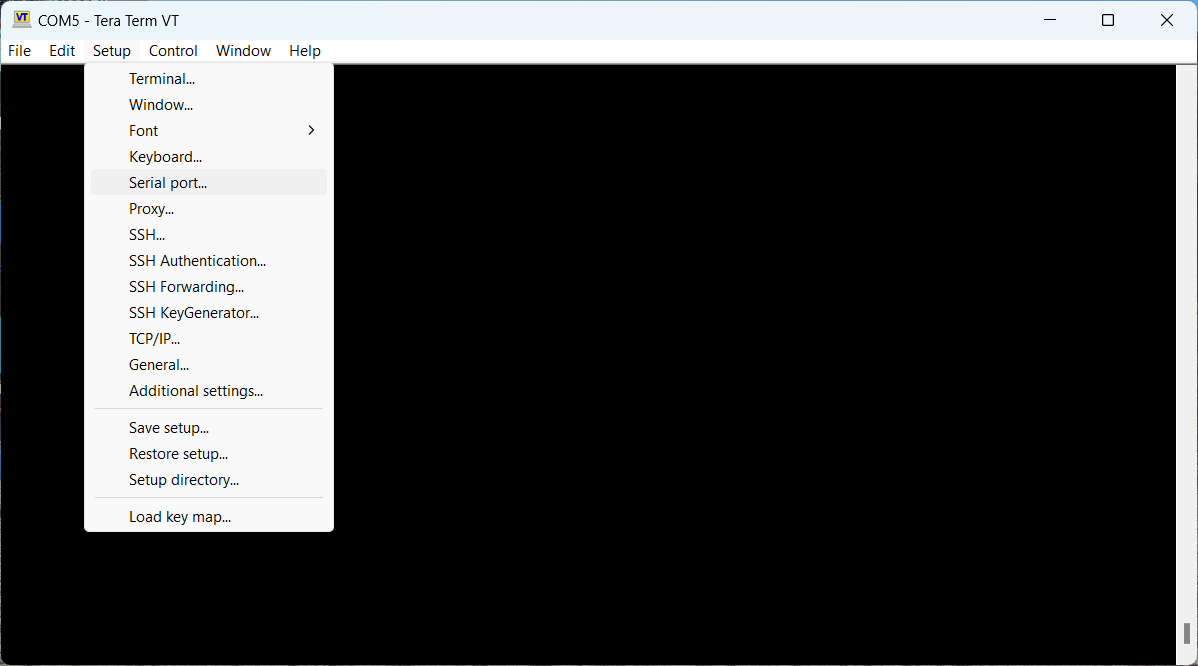 VT COM5 - Tera Term VT
File Edit Setup Control Window Help
Terminal...
Window...
Font
Keyboard...
Serial port...
Proxy...
SSH...
SSH Authentication...
SSH Forwarding...
SSH KeyGenerator...
TCP/IP...
General...
Additional settings...
Save setup...
Restore setup...
Setup directory...
Load key map...